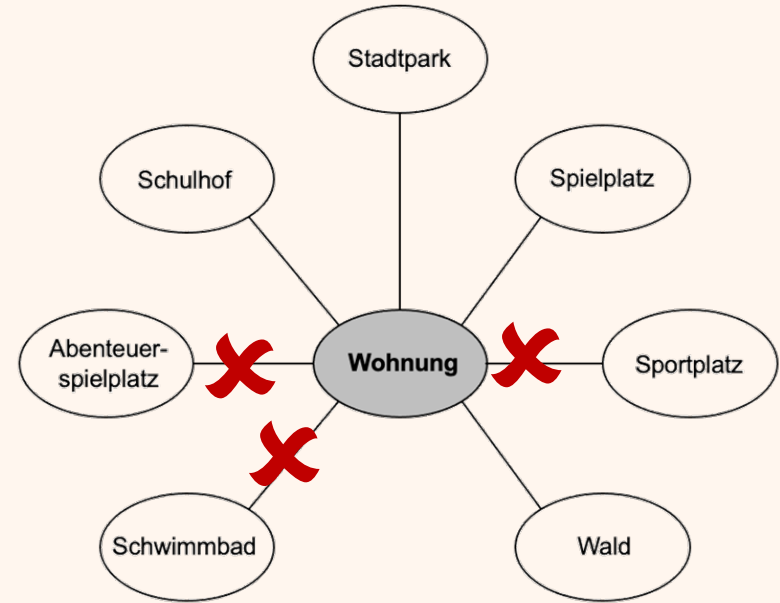 Stadtpark
Schulhof
Spielplatz
Abenteuer-
spielplatz
Wohnung
Sportplatz
Schwimmbad
Wald